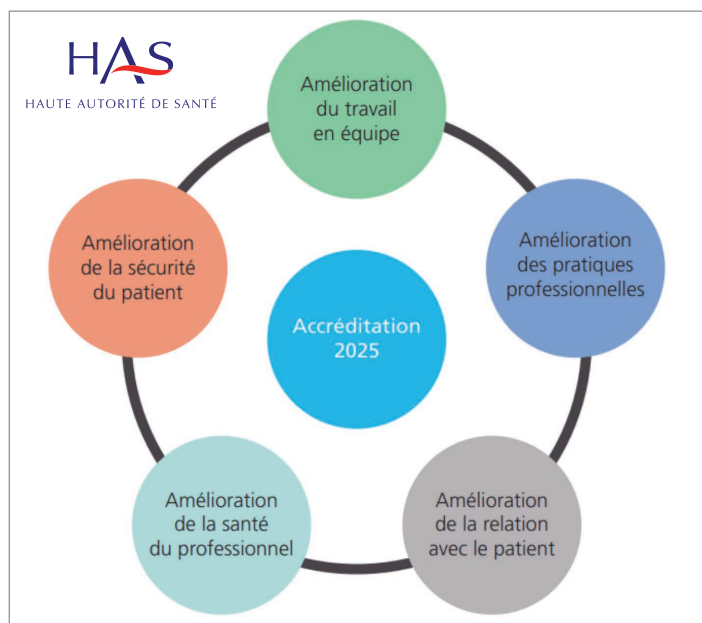 HAS
HAUTE AUTORITÉ DE SANTÉ
Amélioration
du travail
en équipe
Amélioration
de la sécurité
du patient
Amélioration
des pratiques
professionnelles
Accréditation
2025
Amélioration
de la santé
du professionnel
Amélioration
de la relation
avec le patient